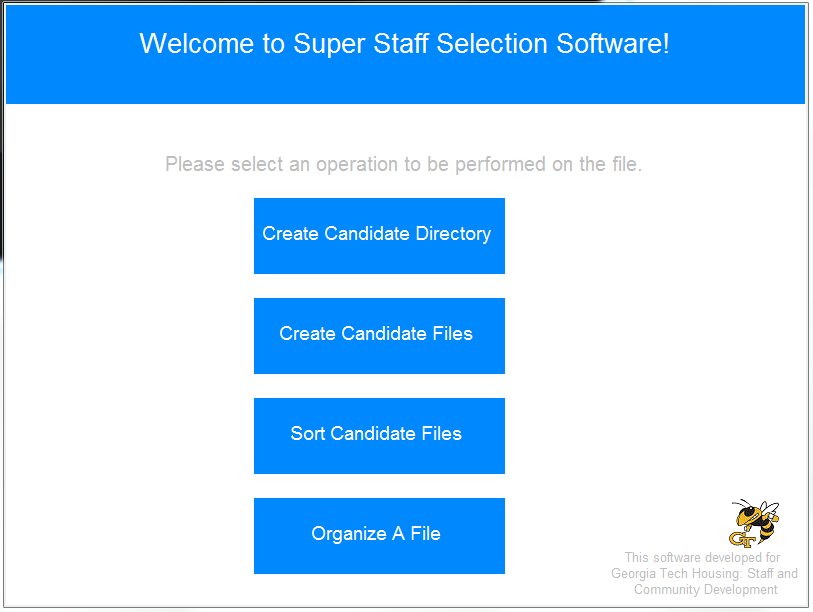 Welcome to Super Staff Selection Software!
Please select an operation to be performed on the file.
Create Candidate Directory
Create Candidate Files
Sort Candidate Files
Organize A File
GT
This software developed for
Georgia Tech Housing: Staff and
Community Development